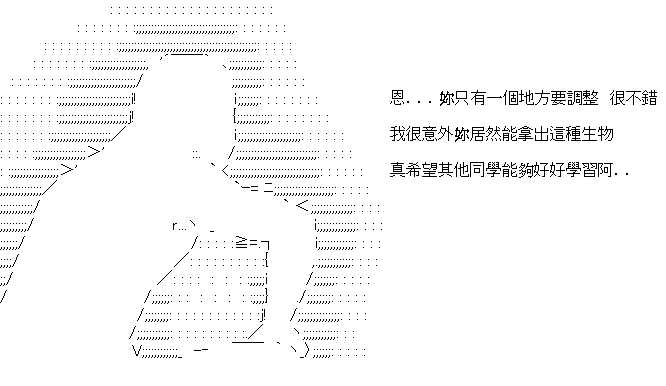 恩...妳只有一個地方要調整 很不錯
我很意外妳居然能拿出這種生物
真希望其他同學能夠好好學習阿..